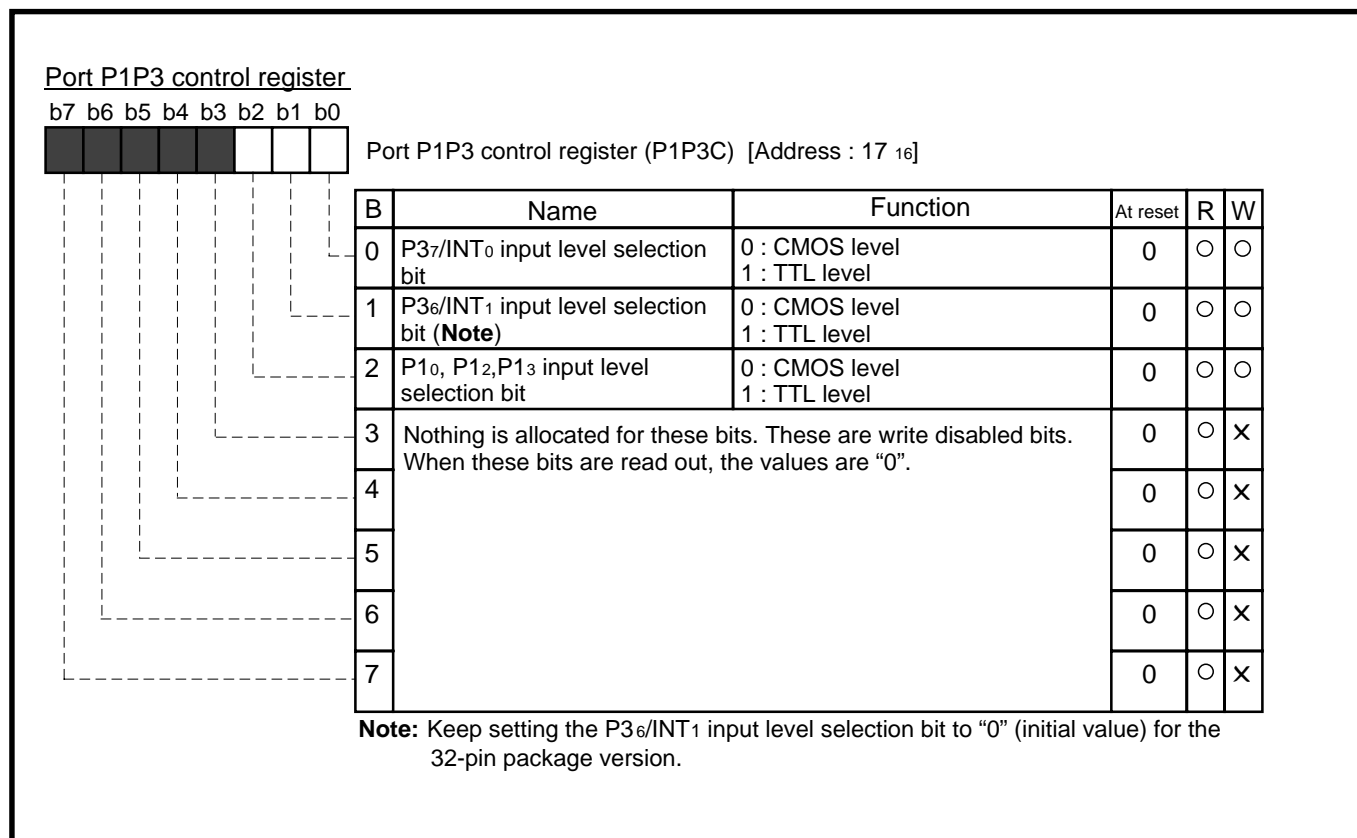 Port P1P3 control register
b7 b6 b5 b4 b3 b2 b1 b0
Port P1P3 control register (P1P3C) [Address : 17 16]
B Name Function At reset R W
0 P37/INT0 input level selection bit 0 : CMOS level 1 : TTL level 0 ○ ○
1 P36/INT1 input level selection bit (Note) 0 : CMOS level 1 : TTL level 0 ○ ○
2 P10, P12,P13 input level selection bit 0 : CMOS level 1 : TTL level 0 ○ ○
3 Nothing is allocated for these bits. These are write disabled bits. When these bits are read out, the values are “0”. 0 ○ ×
4 0 ○ ×
5 0 ○ ×
6 0 ○ ×
7 0 ○ ×
Note: Keep setting the P36/INT1 input level selection bit to “0” (initial value) for the
32-pin package version.